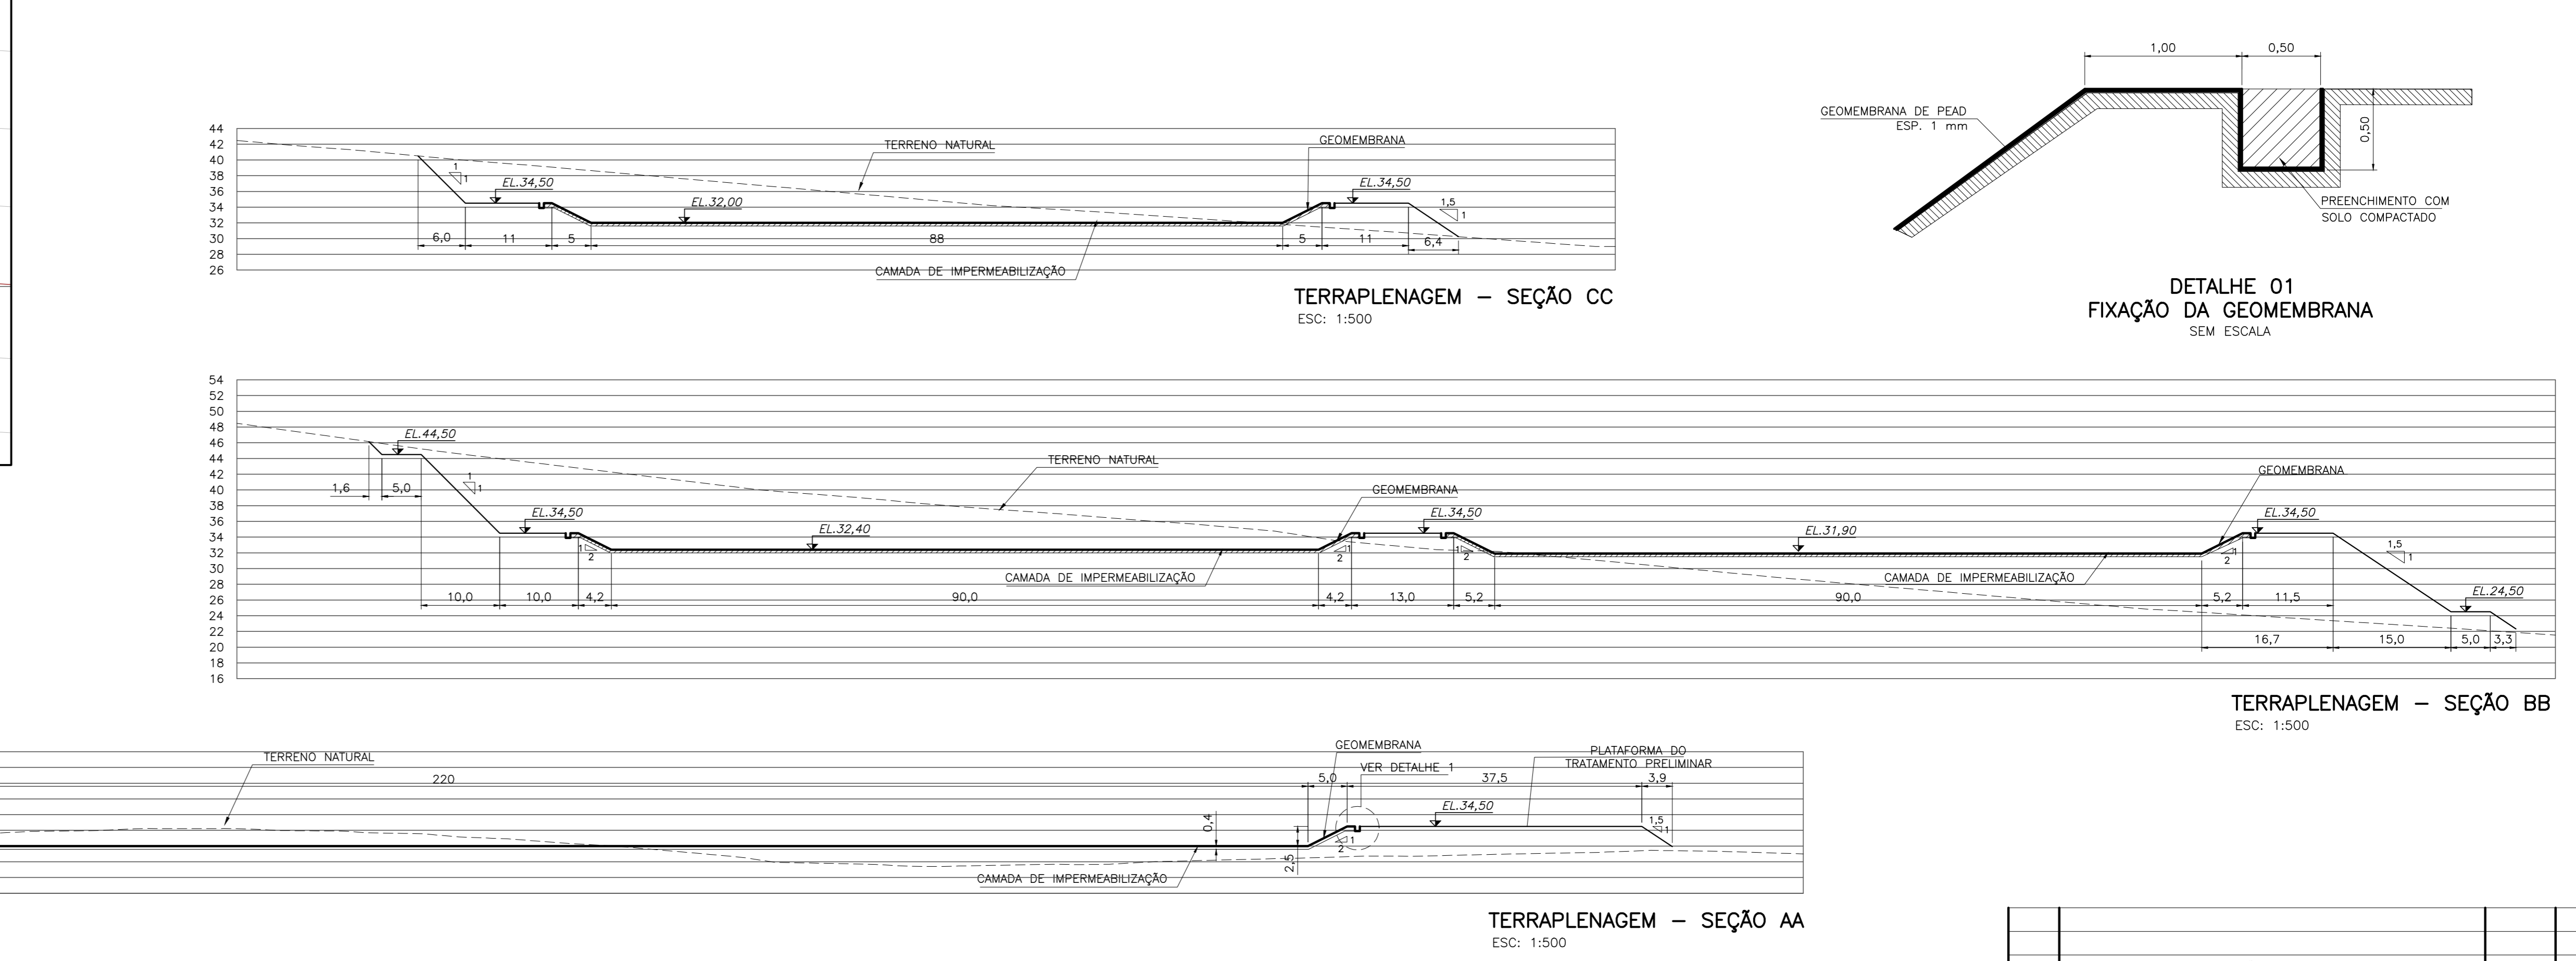 44
42
40
38
36
34
32
30
28
26
TERRENO NATURAL
GEOMEMBRANA
1
1
EL.34,50
EL.32,00
EL.34,50
1,5
1
6,0
11
5
88
5
11
6,4
CAMADA DE IMPERMEABILIZAÇÃO
TERRAPLENAGEM – SEÇÃO CC
ESC: 1:500
1,00
0,50
GEOMEMBRANA DE PEAD
ESP. 1 mm
0,50
PREENCHIMENTO COM
SOLO COMPACTADO
DETALHE 01
FIXAÇÃO DA GEOMEMBRANA
SEM ESCALA
54
52
50
48
46
44
42
40
38
36
34
32
30
28
26
24
22
20
18
16
EL.44,50
TERRENO NATURAL
GEOMEMBRANA
GEOMEMBRANA
1,6
5,0
1
1
EL.34,50
EL.32,40
EL.34,50
EL.31,90
EL.34,50
1
2
1
2
1
2
1
2
1,5
1
CAMADA DE IMPERMEABILIZAÇÃO
CAMADA DE IMPERMEABILIZAÇÃO
EL.24,50
10,0
10,0
4,2
90,0
4,2
13,0
5,2
90,0
5,2
11,5
16,7
15,0
5,0
3,3
TERRAPLENAGEM – SEÇÃO BB
ESC: 1:500
TERRENO NATURAL
GEOMEMBRANA
PLATAFORMA DO
TRATAMENTO PRELIMINAR
VER DETALHE 1
220
5,0
37,5
3,9
EL.34,50
0,4
2,5
1
2
1,5
1
CAMADA DE IMPERMEABILIZAÇÃO
TERRAPLENAGEM – SEÇÃO AA
ESC: 1:500